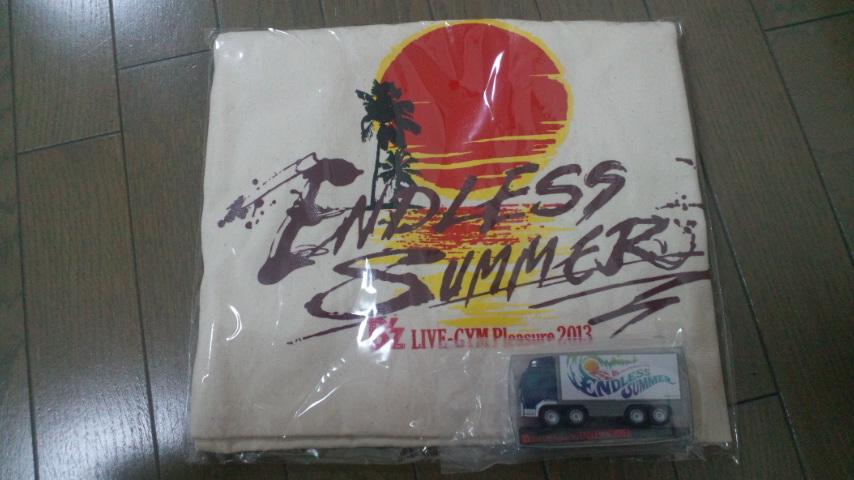 ENDLESS
SUMMER
B'z LIVE-GYM Pleasure 2013
ENDLESS
SUMMER